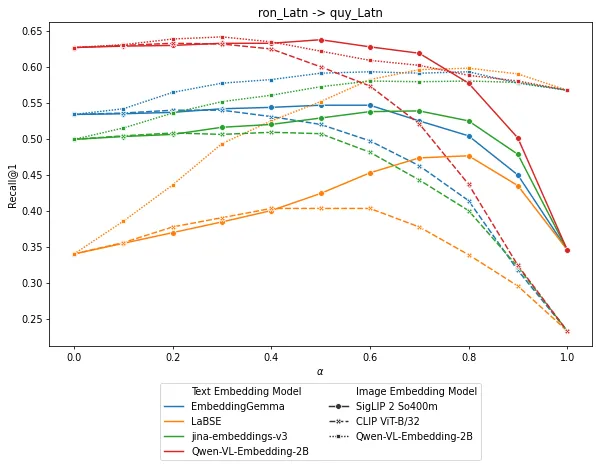 ron_Latn -> quy_Latn
Recall@1
0.65
0.60
0.55
0.50
0.45
0.40
0.35
0.30
0.25
0.0
0.2
0.4
0.6
0.8
1.0
α
Text Embedding Model
EmbeddingGemma
LaBSE
jina-embeddings-v3
Qwen-VL-Embedding-2B
Image Embedding Model
SigLIP 2 So400m
CLIP ViT-B/32
Qwen-VL-Embedding-2B